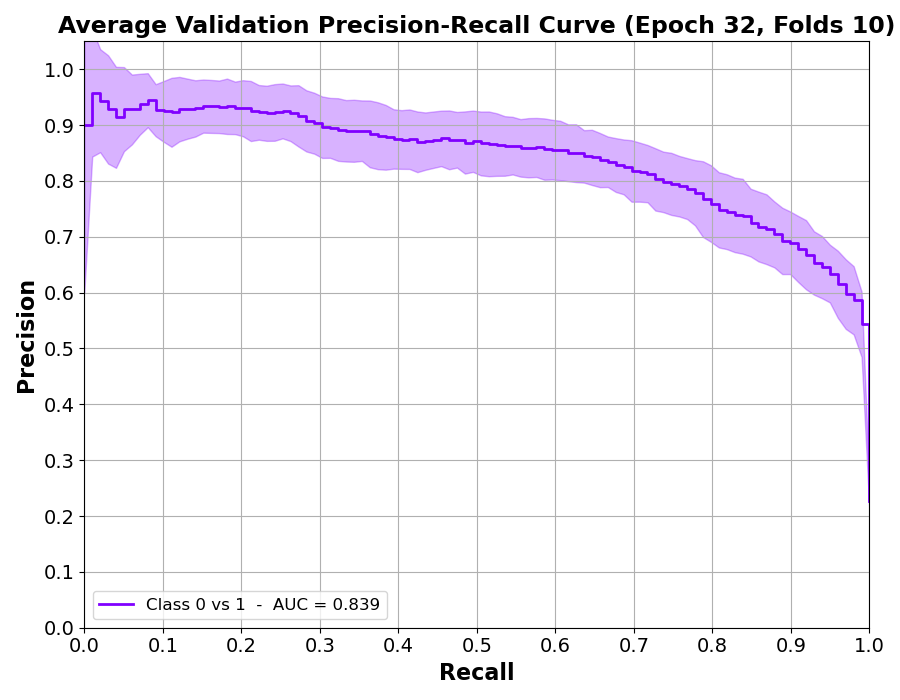 Average Validation Precision-Recall Curve (Epoch 32, Folds 10)
Precision
1.0
0.9
0.8
0.7
0.6
0.5
0.4
0.3
0.2
0.1
0.0
Class 0 vs 1 - AUC = 0.839
0.0 0.1 0.2 0.3 0.4 0.5 0.6 0.7 0.8 0.9 1.0
Recall